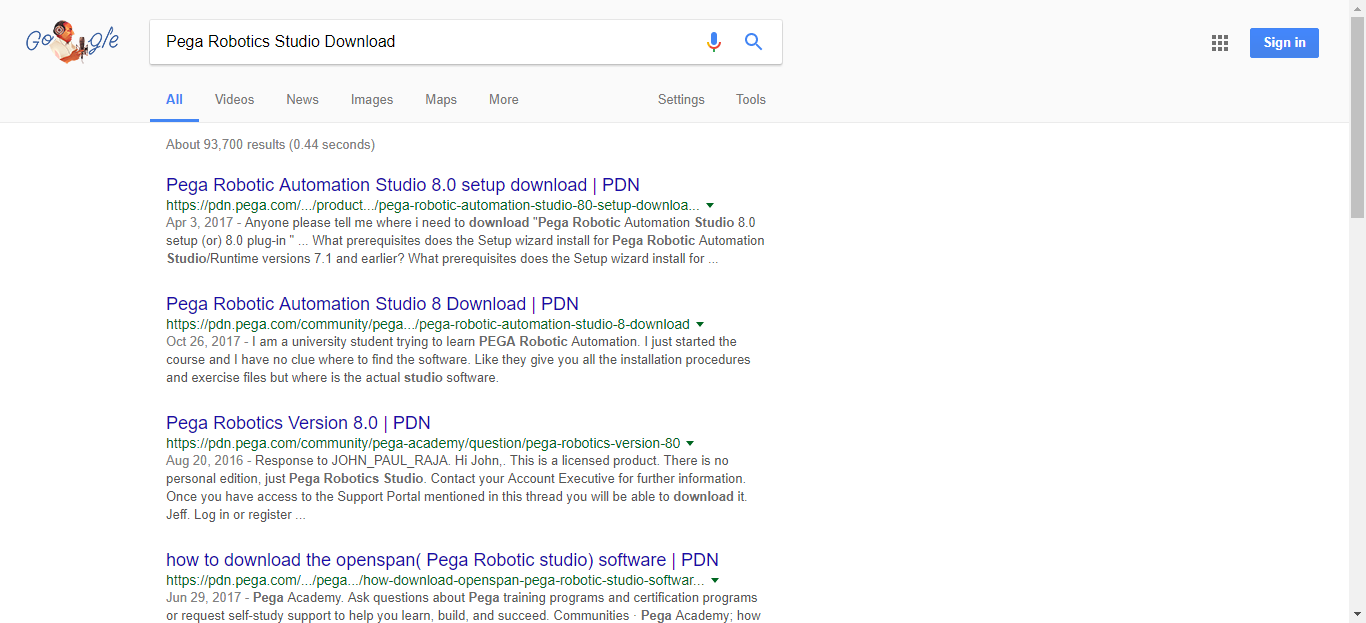 Google
Pega Robotics Studio Download
Sign in
All Videos News Images Maps More Settings Tools
About 93,700 results (0.44 seconds)
Pega Robotic Automation Studio 8.0 setup download | PDN
https://pdn.pega.com/.../product.../pega-robotic-automation-studio-80-setup-downloa...
Apr 3, 2017 - Anyone please tell me where i need to download "Pega Robotic Automation Studio 8.0
setup (or) 8.0 plug-in " ... What prerequisites does the Setup wizard install for Pega Robotic Automation
Studio/Runtime versions 7.1 and earlier? What prerequisites does the Setup wizard install for ...
Pega Robotic Automation Studio 8 Download | PDN
https://pdn.pega.com/community/pega.../pega-robotic-automation-studio-8-download
Oct 26, 2017 - I am a university student trying to learn PEGA Robotic Automation. I just started the
course and I have no clue where to find the software. Like they give you all the installation procedures
and exercise files but where is the actual studio software.
Pega Robotics Version 8.0 | PDN
https://pdn.pega.com/community/pega-academy/question/pega-robotics-version-80
Aug 20, 2016 - Response to JOHN_PAUL_RAJA. Hi John,. This is a licensed product. There is no
personal edition, just Pega Robotics Studio. Contact your Account Executive for further information.
Once you have access to the Support Portal mentioned in this thread you will be able to download it.
Jeff. Log in or register ...
how to download the openspan( Pega Robotic studio) software | PDN
https://pdn.pega.com/.../pega.../how-download-openspan-pega-robotic-studio-softwar...
Jun 29, 2017 - Pega Academy. Ask questions about Pega training programs and certification programs
or request self-study support to help you learn, build, and succeed. Communities · Pega Academy; how